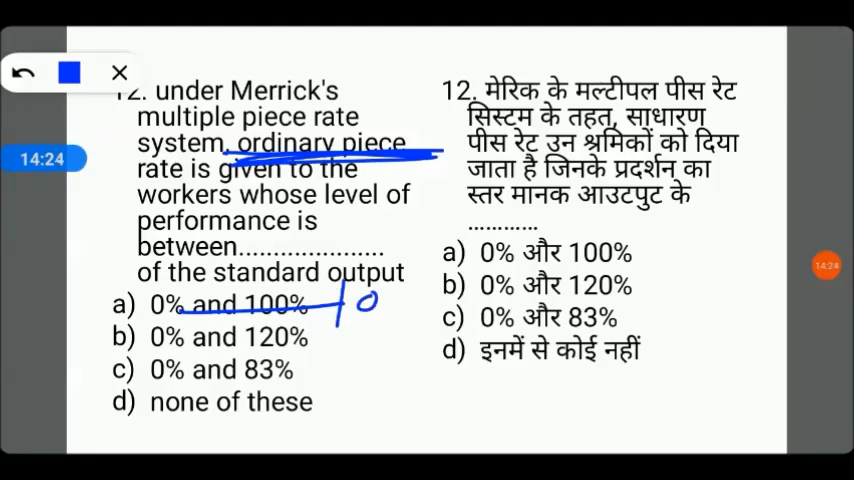 12. under Merrick's
multiple piece rate
system, ordinary piece
rate is given to the
workers whose level of
performance is
between.....................
of the standard output
a) 0% and 100%
b) 0% and 120%
c) 0% and 83%
d) none of these
12. मेरिक के मल्टीपल पीस रेट
सिस्टम के तहत, साधारण
पीस रेट उन श्रमिकों को दिया
जाता है जिनके प्रदर्शन का
स्तर मानक आउटपुट के
............
a) 0% और 100%
b) 0% और 120%
c) 0% और 83%
d) इनमें से कोई नहीं
14:24
14:24